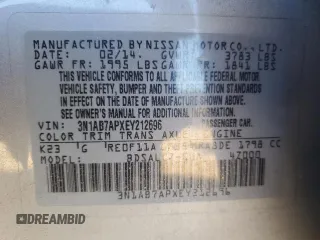 MANUFACTURED BY NISSAN MOTOR CO., LTD.
DATE: 02/14. GVWR 3783 LBS
GAWR FR: 1995 LBS GAWR RR: 1841 LBS
THIS VEHICLE CONFORMS TO ALL
APPLICABLE FEDERAL MOTOR
VEHICLE SAFETY, BUMPER AND
THEFT PREVENTION STANDARDS
IN EFFECT ON THE DATE OF
MANUFACTURE SHOWN ABOVE.
SEE OWNER'S MANUAL
FOR ADDITIONAL INFORMATION.
VIN: 3N1AB7APXEY212696 PASSENGER CAR.
COLOR TRIM TRANS AXLE ENGINE
K23 G RE0F11A 1798 CC
MODEL: 47000
3N1AB7APXEY212696
DISCARDMYCAR